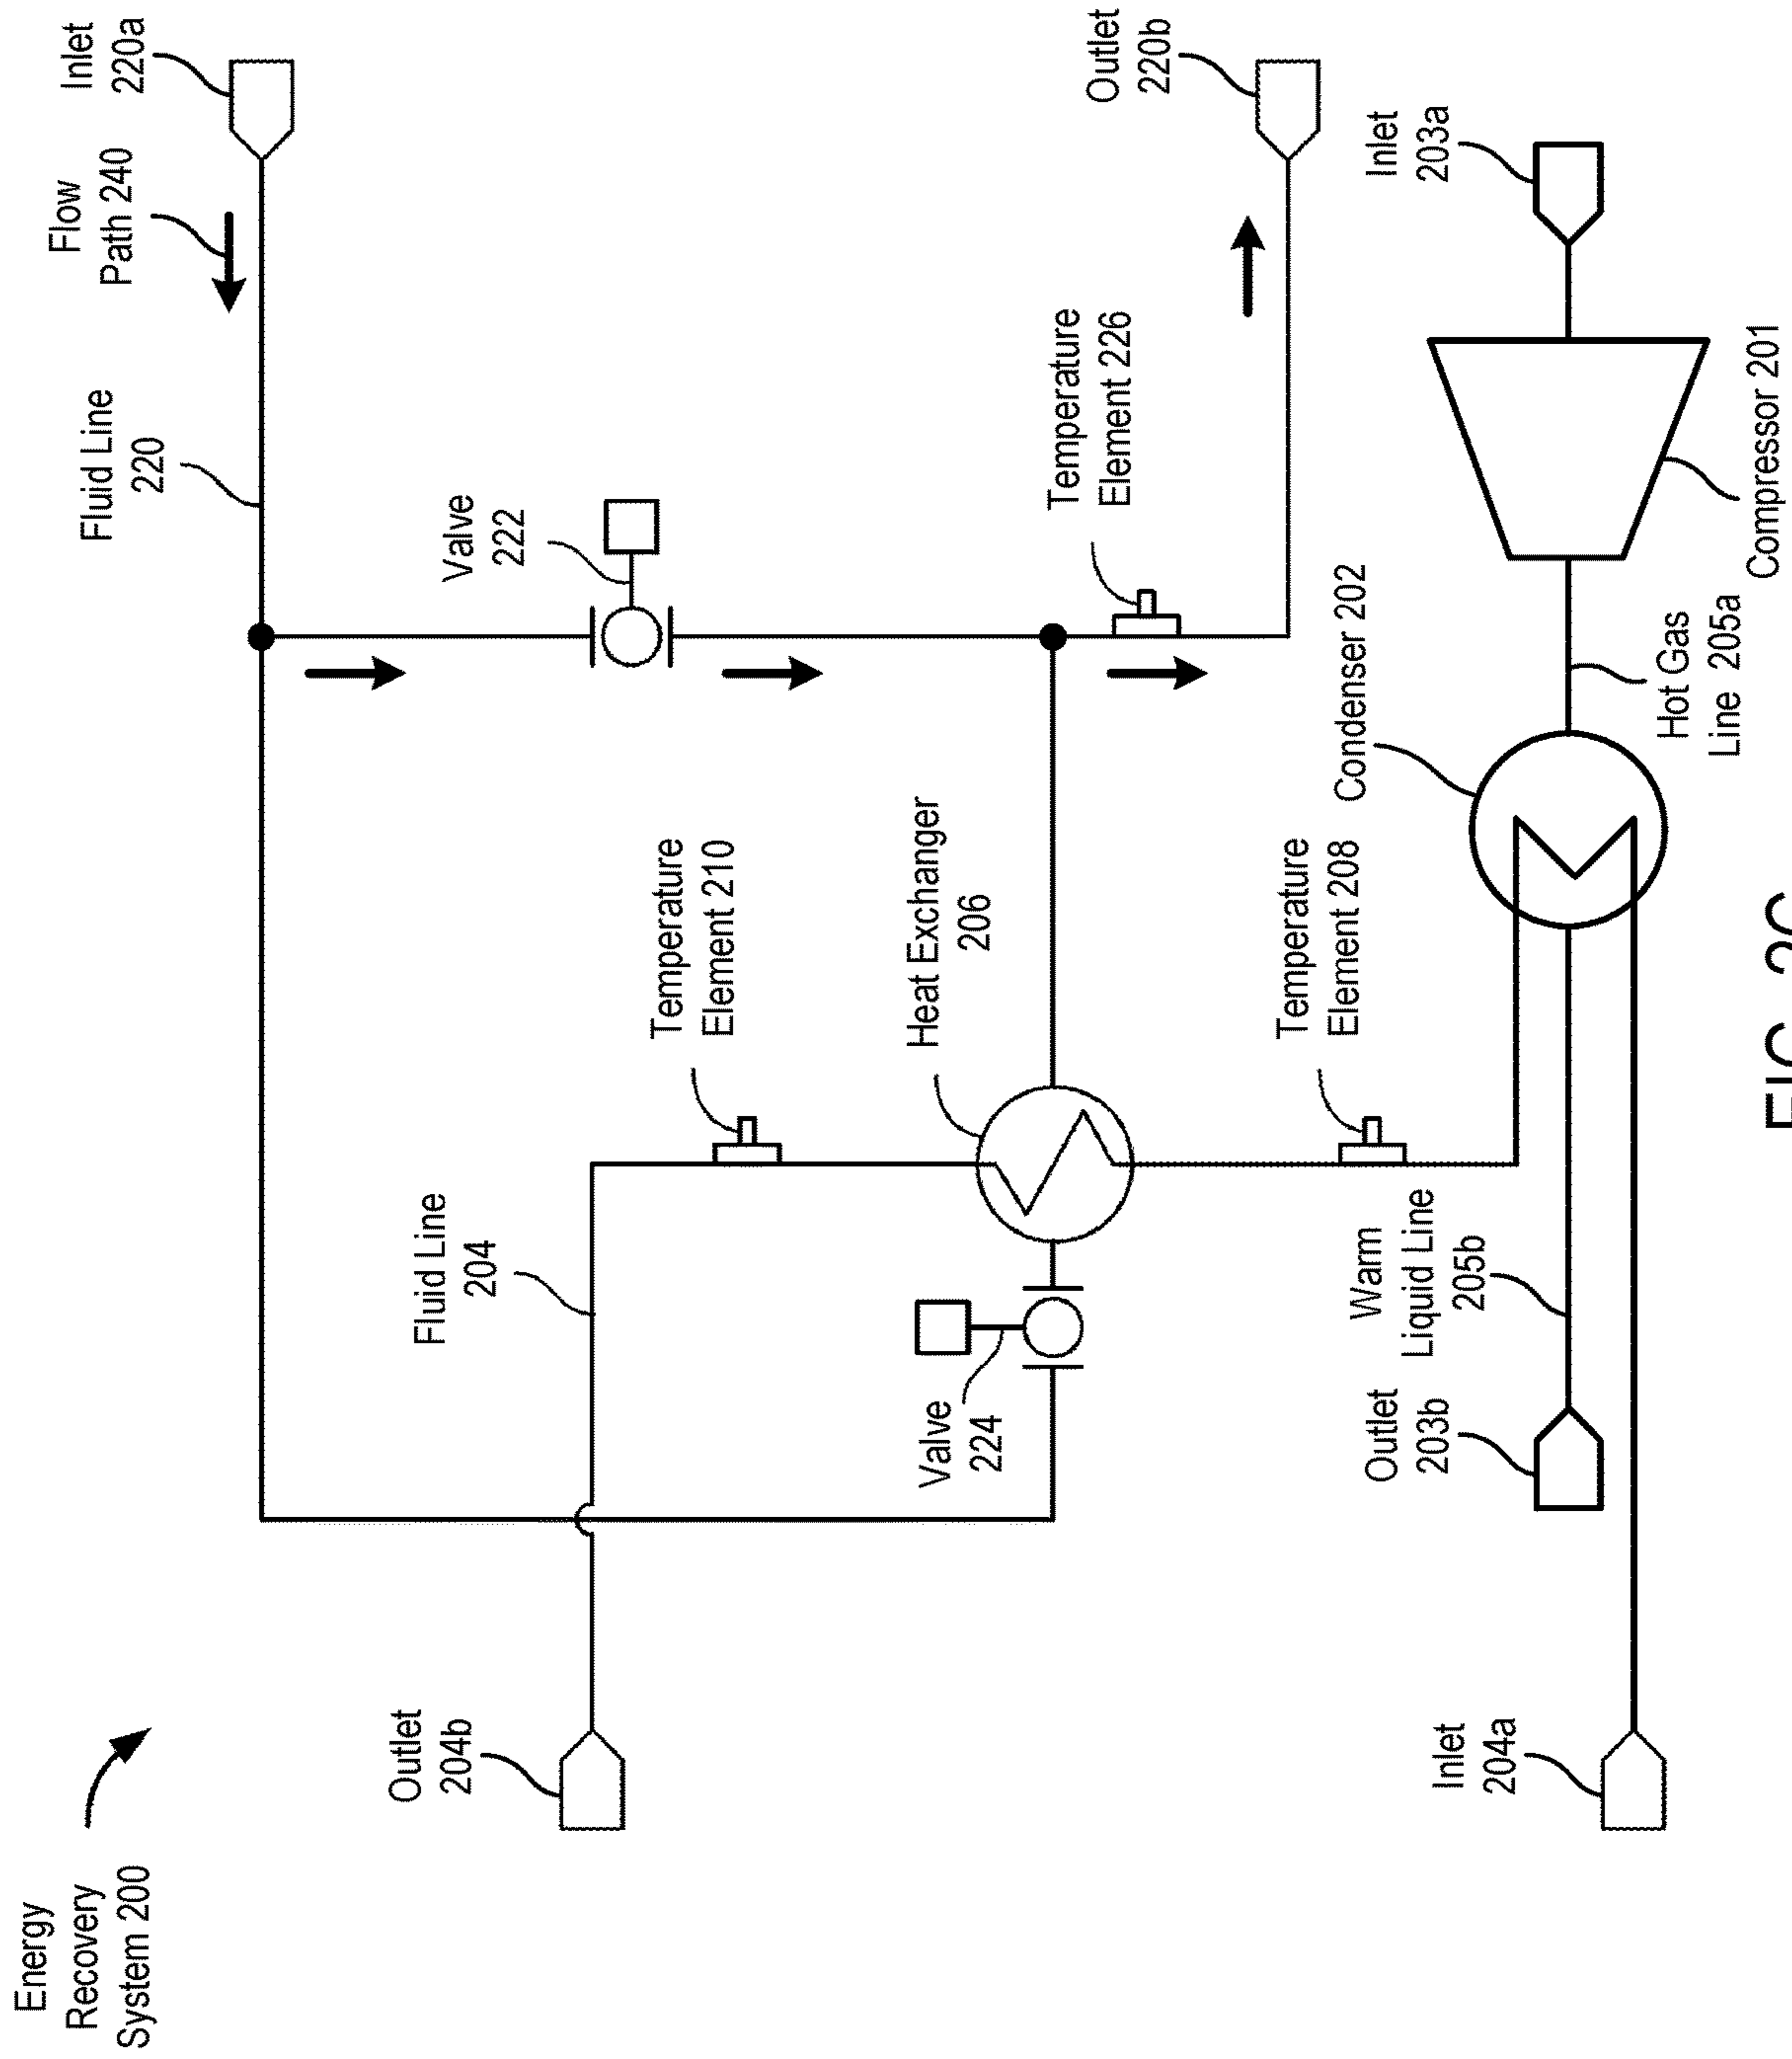 Energy
Recovery
System 200
Outlet
204b
Inlet
204a
Fluid Line
204
Valve
224
Outlet
203b
Warm
Liquid Line
205b
Temperature
Element 210
Heat Exchanger
206
Temperature
Element 208
Condenser 202
Hot Gas
Line 205a
Compressor 201
Fluid Line
220
Valve
222
Temperature
Element 226
Flow
Path 240
Inlet
220a
Outlet
220b
Inlet
203a